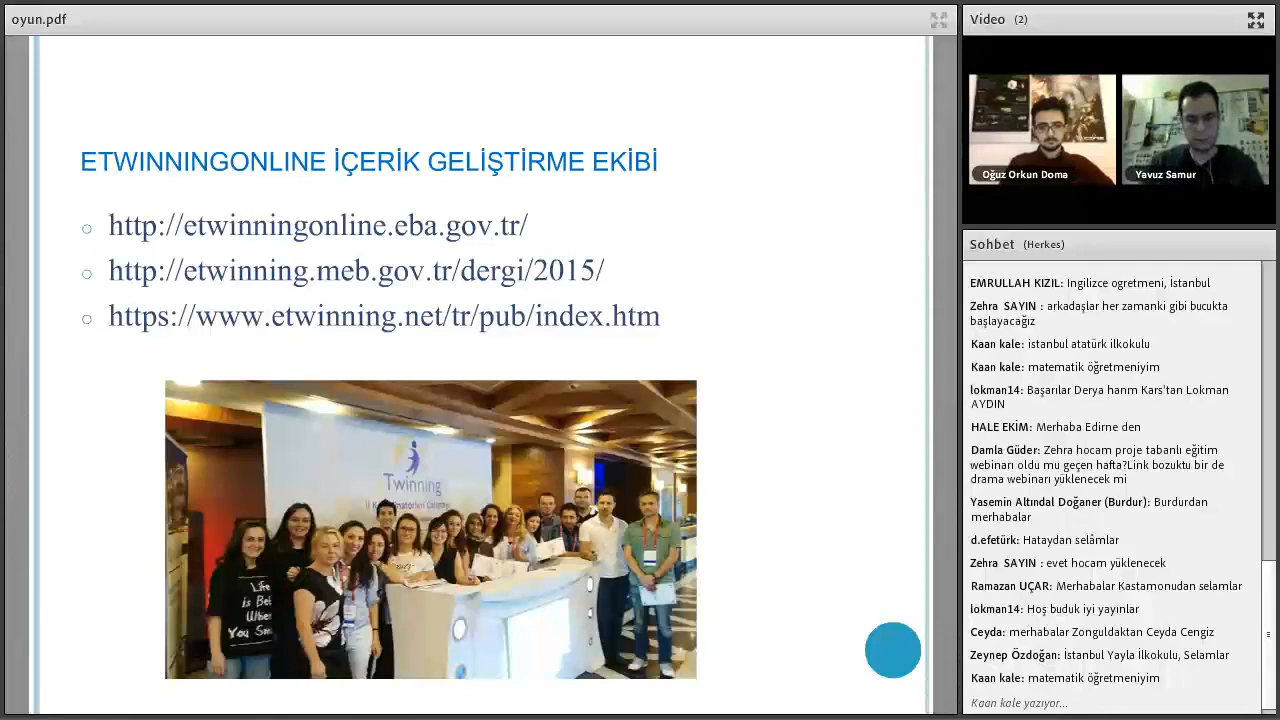 oyun.pdf
ETWINNINGONLINE İÇERİK GELİŞTİRME EKİBİ
http://etwinningonline.eba.gov.tr/
http://etwinning.meb.gov.tr/dergi/2015/
https://www.etwinning.net/tr/pub/index.htm
Twinning
Life
is Bet
When
You Sm
Video (2)
Oğuz Orkun Doma
Yavuz Samur
Sohbet (Herkes)
EMRULLAH KIZIL: Ingilizce ogretmeni, İstanbul
Zehra SAYIN : arkadaşlar her zamanki gibi bucukta
başlayacağız
Kaan kale: istanbul atatürk ilkokulu
Kaan kale: matematik öğretmeniyim
lokman14: Başarılar Derya hanm Kars'tan Lokman
AYDIN
HALE EKİM: Merhaba Edirne den
Damla Güder: Zehra hocam proje tabanlı eğitim
webinarı oldu mu geçen hafta?Link bozuktu bir de
drama webinarı yüklenecek mi
Yasemin Altındal Doğaner (Burdur): Burdurdan
merhabalar
d.efetürk: Hataydan selâmlar
Zehra SAYIN : evet hocam yüklenecek
Ramazan UÇAR: Merhabalar Kastamonudan selamlar
lokman14: Hoş buduk iyi yayınlar
Ceyda: merhabalar Zonguldaktan Ceyda Cengiz
Zeynep Özdoğan: İstanbul Yayla İlkokulu, Selamlar
Kaan kale: matematik öğretmeniyim
Kaan kale yazıyor...